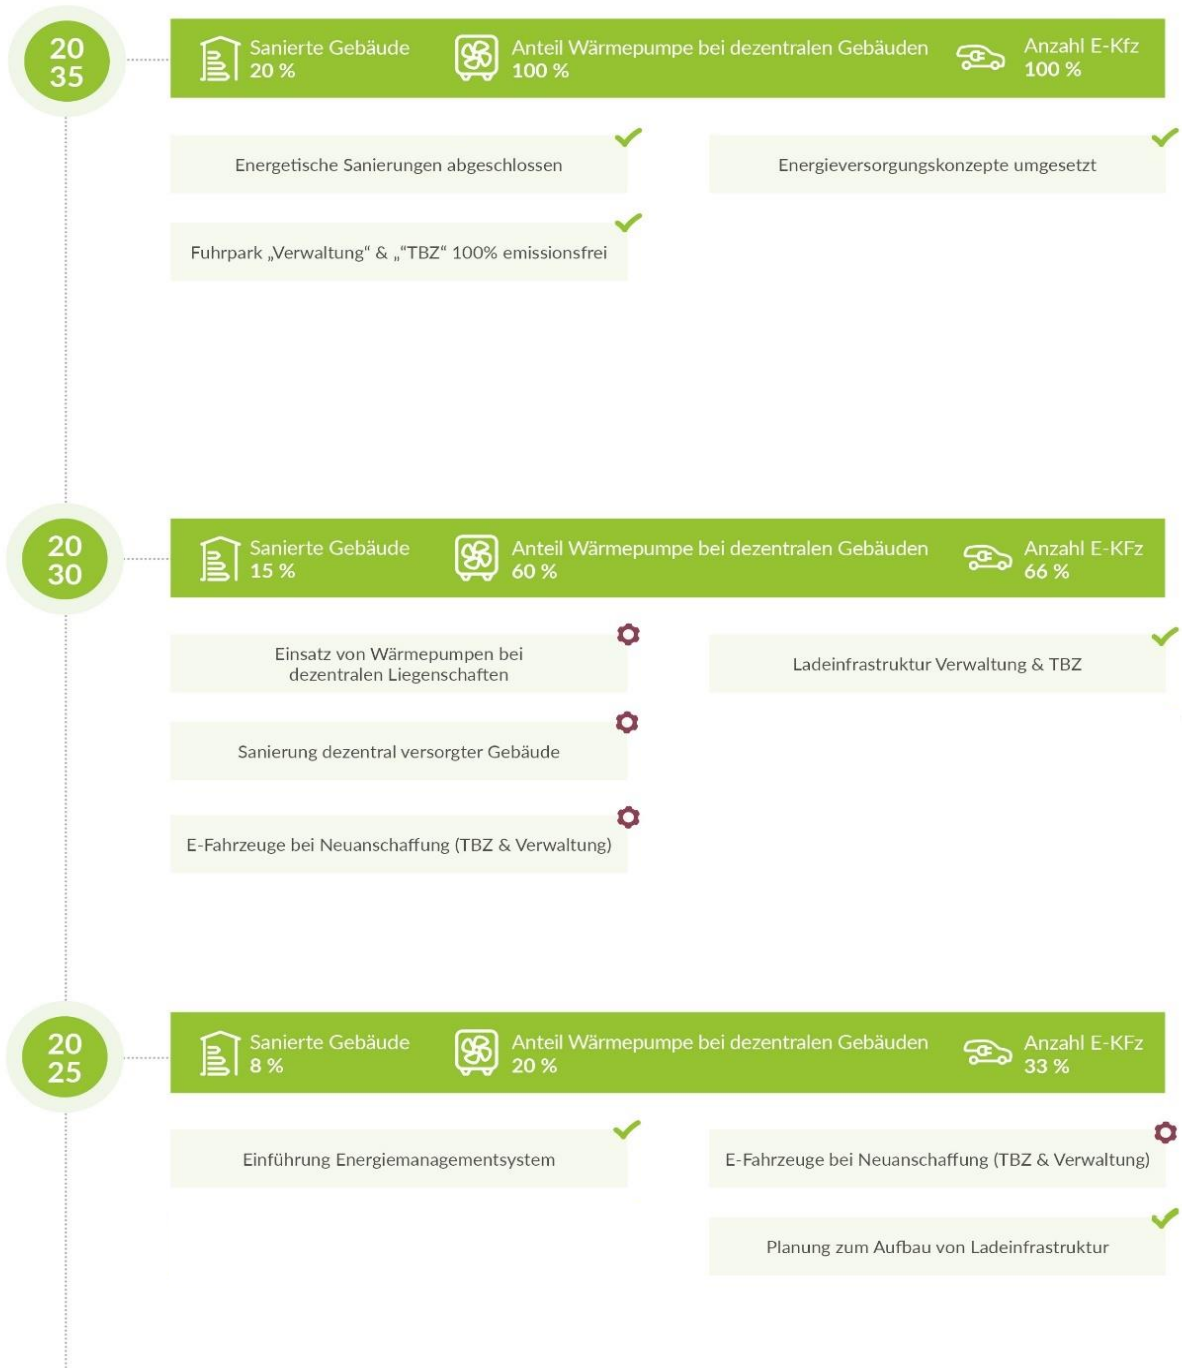 20
35
Sanierte Gebäude
20 %
Anteil Wärmepumpe bei dezentralen Gebäuden
100 %
Anzahl E-Kfz
100 %
Energetische Sanierungen abgeschlossen
Energieversorgungskonzepte umgesetzt
Fuhrpark „Verwaltung“ & „“TBZ“ 100% emissionsfrei
20
30
Sanierte Gebäude
15 %
Anteil Wärmepumpe bei dezentralen Gebäuden
60 %
Anzahl E-KFz
66 %
Einsatz von Wärmepumpen bei
dezentralen Liegenschaften
Ladeinfrastruktur Verwaltung & TBZ
Sanierung dezentral versorgter Gebäude
E-Fahrzeuge bei Neuanschaffung (TBZ & Verwaltung)
20
25
Sanierte Gebäude
8 %
Anteil Wärmepumpe bei dezentralen Gebäuden
20 %
Anzahl E-KFz
33 %
Einführung Energiemanagementsystem
E-Fahrzeuge bei Neuanschaffung (TBZ & Verwaltung)
Planung zum Aufbau von Ladeinfrastruktur